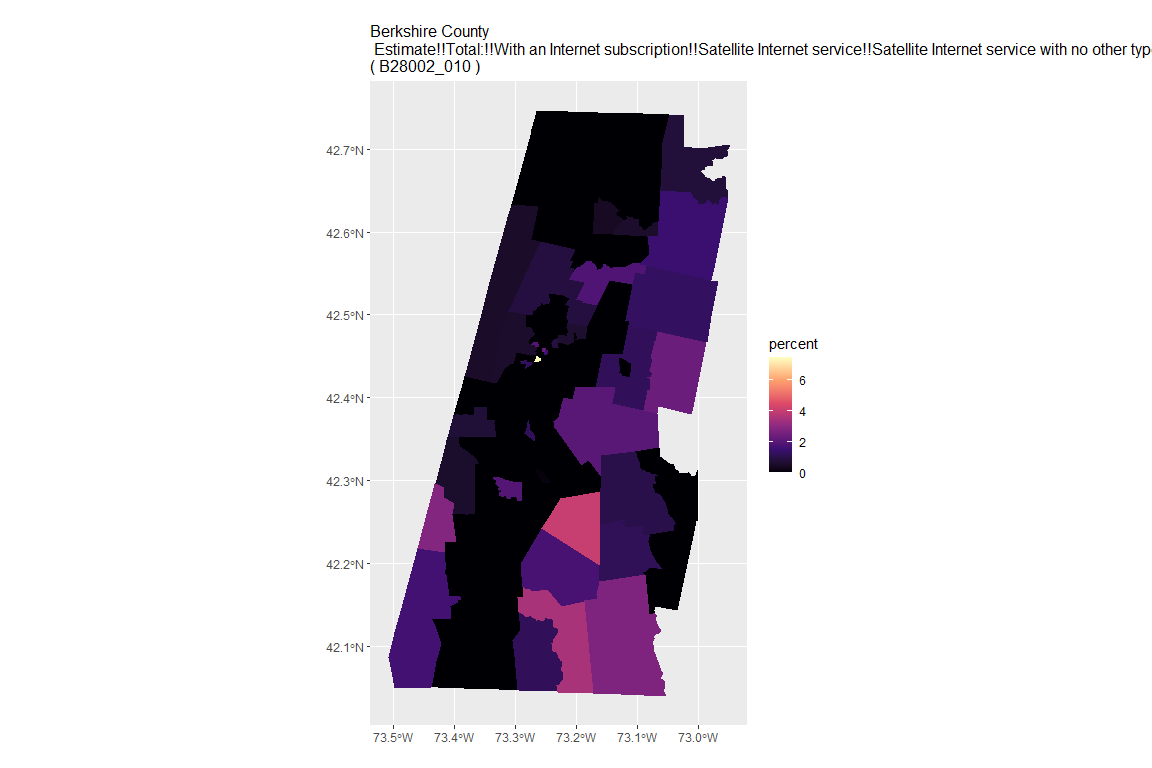 Berkshire County
Estimate!!Total:!!With an Internet subscription!!Satellite Internet service!!Satellite Internet service with no other typ
( B28002_010 )
42.7°N
42.6°N
42.5°N
42.4°N
42.3°N
42.2°N
42.1°N
73.5°W 73.4°W 73.3°W 73.2°W 73.1°W 73.0°W
percent
6
4
2
0